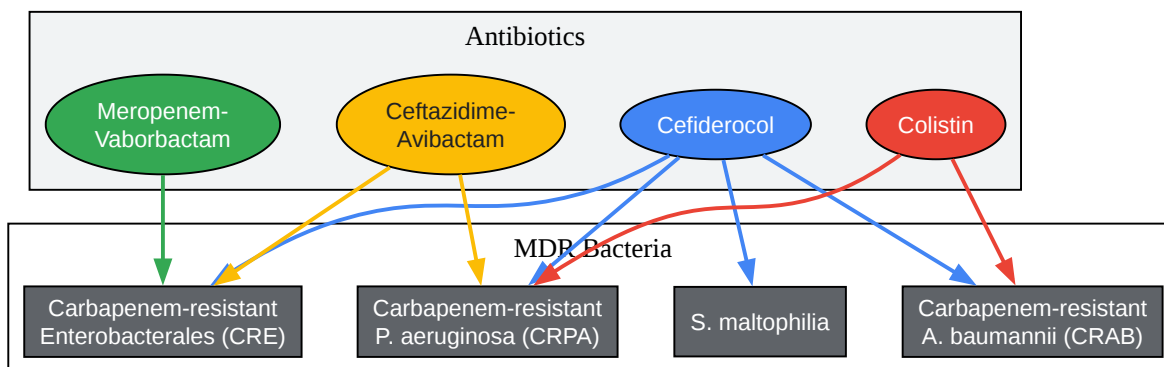 Antibiotics
Meropenem-
Vaborbactam
Ceftazidime-
Avibactam
Cefiderocol
Colistin
MDR Bacteria
Carbapenem-resistant
Enterobacterales (CRE)
Carbapenem-resistant
P. aeruginosa (CRPA)
S. maltophilia
Carbapenem-resistant
A. baumannii (CRAB)